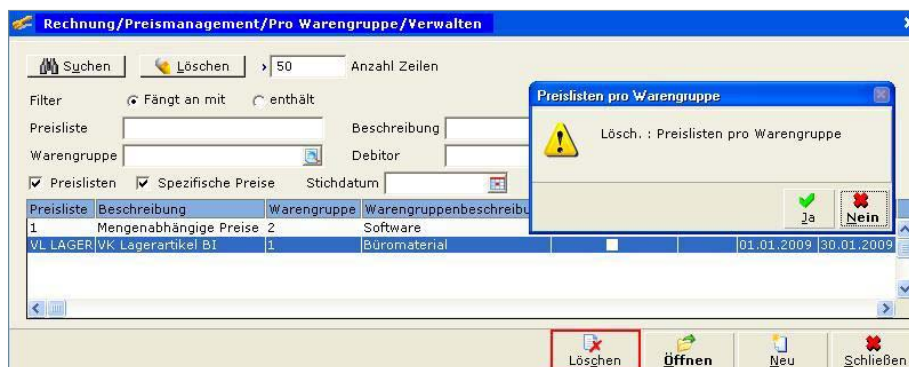 Rechnung/Preismanagement/Pro Warengruppe/Verwalten
Suchen Löschen 50 Anzahl Zeilen
Filter Fängt an mit enthält
Preisliste Beschreibung
Warengruppe Debitor
Preislisten Spezifische Preise Stichdatum
Preislisten pro Warengruppe
Lösch. : Preislisten pro Warengruppe
Ja Nein
Preisliste Beschreibung Warengruppe Warengruppenbeschreibu
1 Mengenabhängige Preise 2 Software
VL LAGER VK Lagerartikel BI 1 Büromaterial 01.01.2009 30.01.2009
Löschen Öffnen Neu Schließen